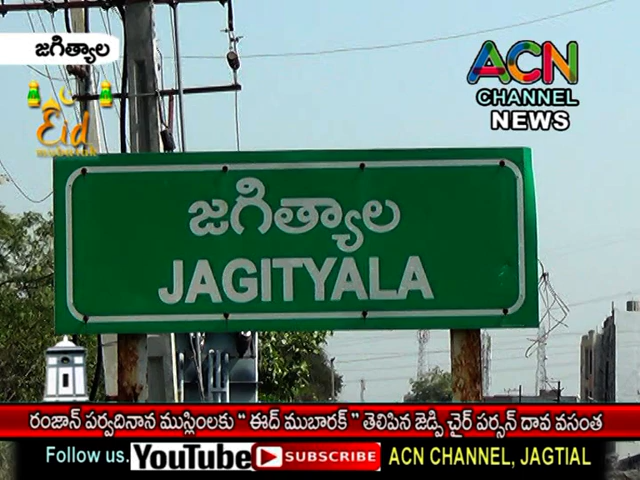 జగిత్యాల
ACN
CHANNEL
NEWS
Eid
mubarak
జగిత్యాల
JAGITYALA
రంజాన్ పర్వదినాన ముస్లింలకు “ ఈద్ ముబారక్ ” తెలిపిన జెడ్పి చైర్ పర్సన్ దావ వసంత
Follow us. YouTube SUBSCRIBE ACN CHANNEL, JAGTIAL